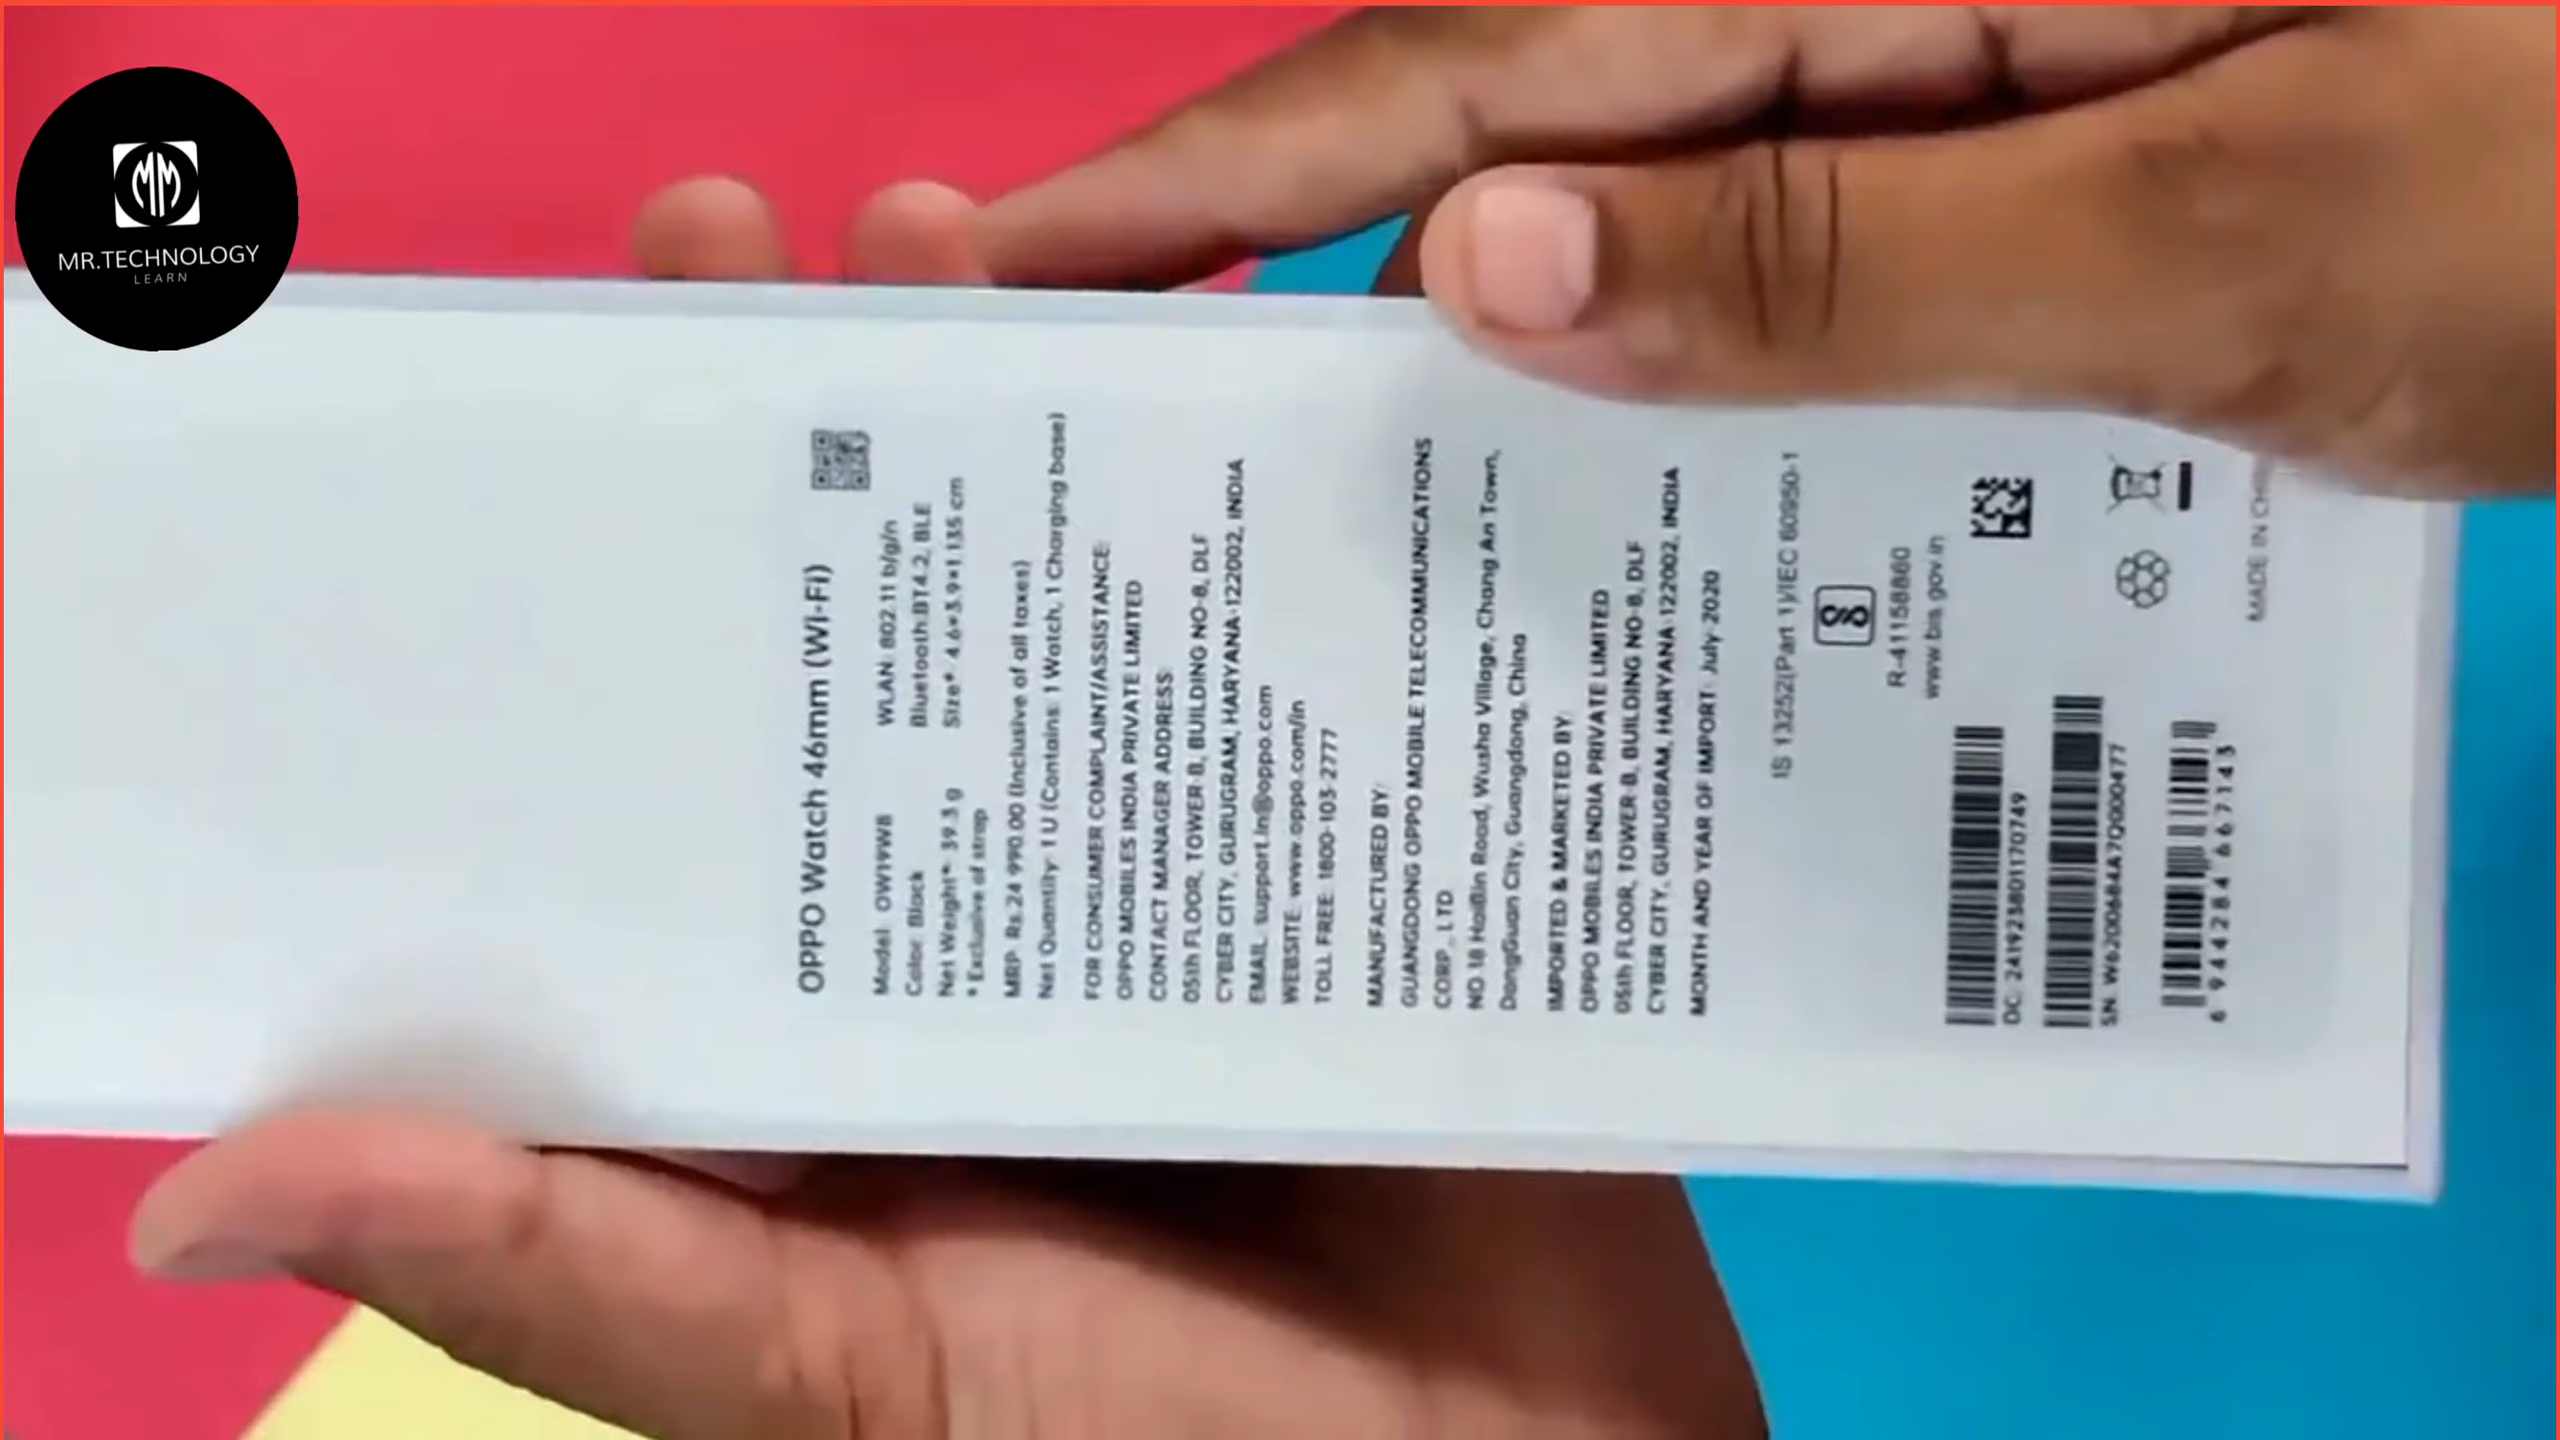 MR.TECHNOLOGY
LEARN
OPPO Watch 46mm (Wi-Fi)
Model: OW19W8
WLAN: 802.11 b/g/n
Color: Black
Bluetooth:BT4.2, BLE
Net Weight*: 39.3 g
Size*: 4.6×3.9×1.135 cm
* Exclusive of strap
MRP: Rs.24 990.00 (Inclusive of all taxes)
Net Quantity: 1 U (Contains: 1 Watch, 1 Charging base)
FOR CONSUMER COMPLAINT/ASSISTANCE:
OPPO MOBILES INDIA PRIVATE LIMITED
CONTACT MANAGER ADDRESS
05th FLOOR, TOWER-B, BUILDING NO-8, DLF
CYBER CITY, GURUGRAM, HARYANA-122002, INDIA
EMAIL: support.in@oppo.com
WEBSITE: www.oppo.com/in
TOLL FREE: 1800-103-2777
MANUFACTURED BY:
GUANGDONG OPPO MOBILE TELECOMMUNICATIONS
CORP., LTD
NO 18 HaiBin Road, Wusha Village, Chang An Town,
DongGuan City, Guangdong, China
IMPORTED & MARKETED BY:
OPPO MOBILES INDIA PRIVATE LIMITED
05th FLOOR, TOWER-B, BUILDING NO-8, DLF
CYBER CITY, GURUGRAM, HARYANA-122002, INDIA
MONTH AND YEAR OF IMPORT: July-2020
IS 13252(Part 1)/IEC 60950-1
R-41158860
www.bis.gov.in
DC: 24192380117​0749
SN: W6200684A7Q000477
6 944284 667143
MADE IN